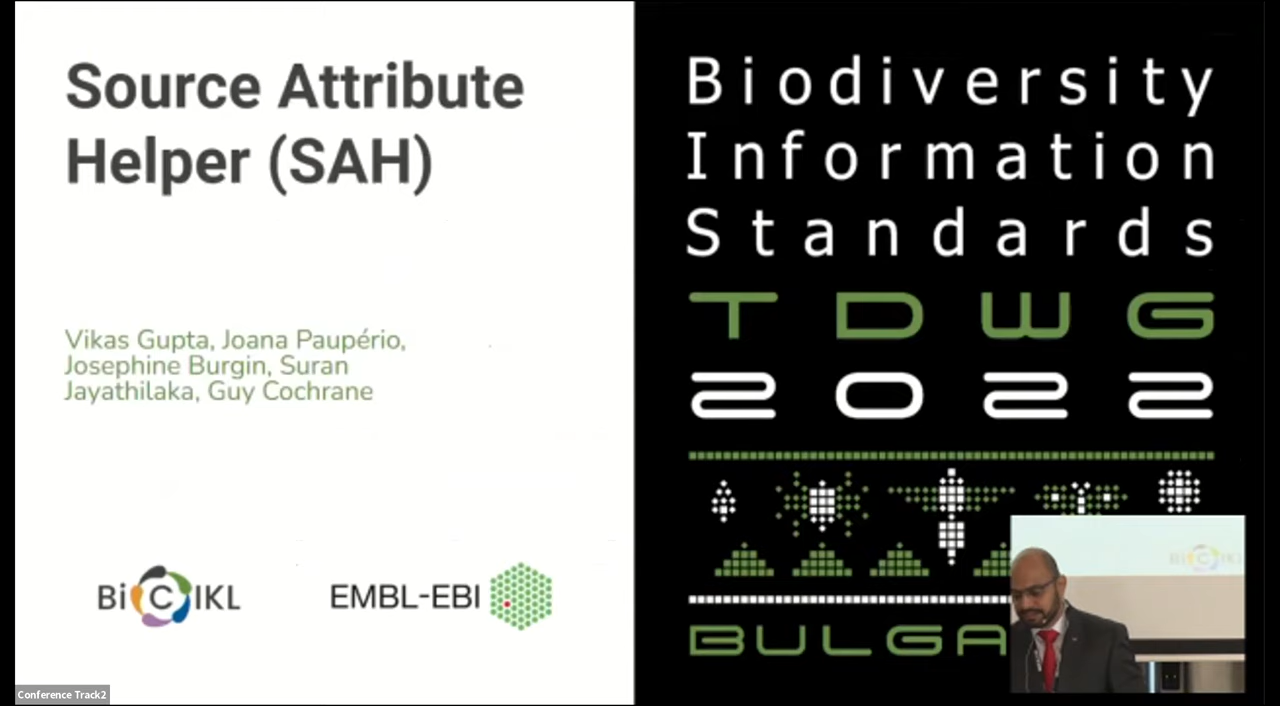 Source Attribute
Helper (SAH)
Vikas Gupta, Joana Paupério,
Josephine Burgin, Suran
Jayathilaka, Guy Cochrane
BiCIKL
EMBL-EBI
Biodiversity
Information
Standards
TDWG
2022
BULGA
BiCIKL
Conference Track2